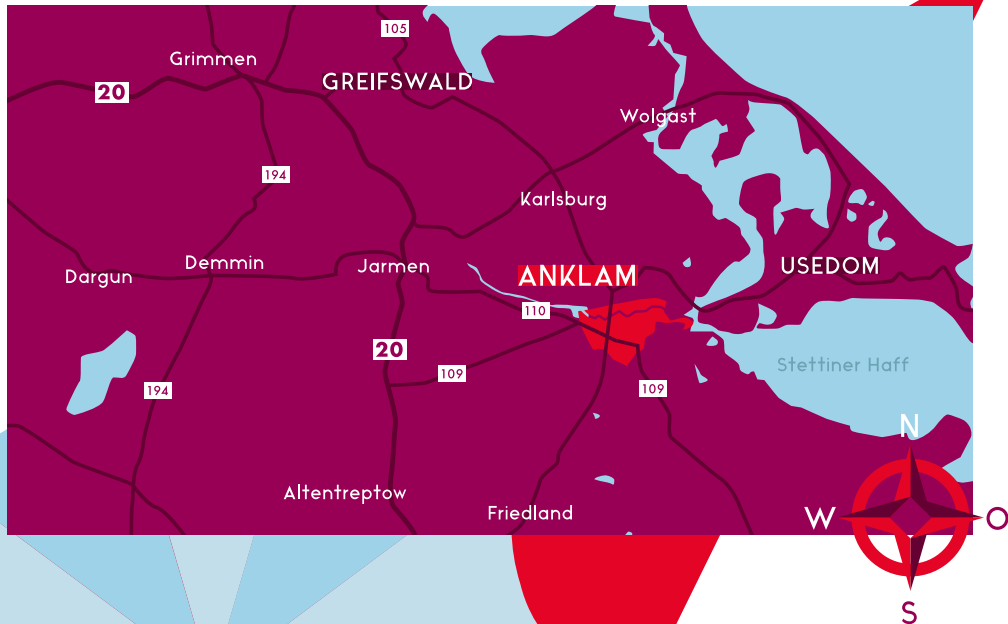 105
Grimmen
GREIFSWALD
20
Wolgast
194
Karlsburg
Dargun
Demmin
Jarmen
ANKLAM
USEDOM
110
20
109
Stettiner Haff
194
109
N
Altentreptow
Friedland
W
O
S